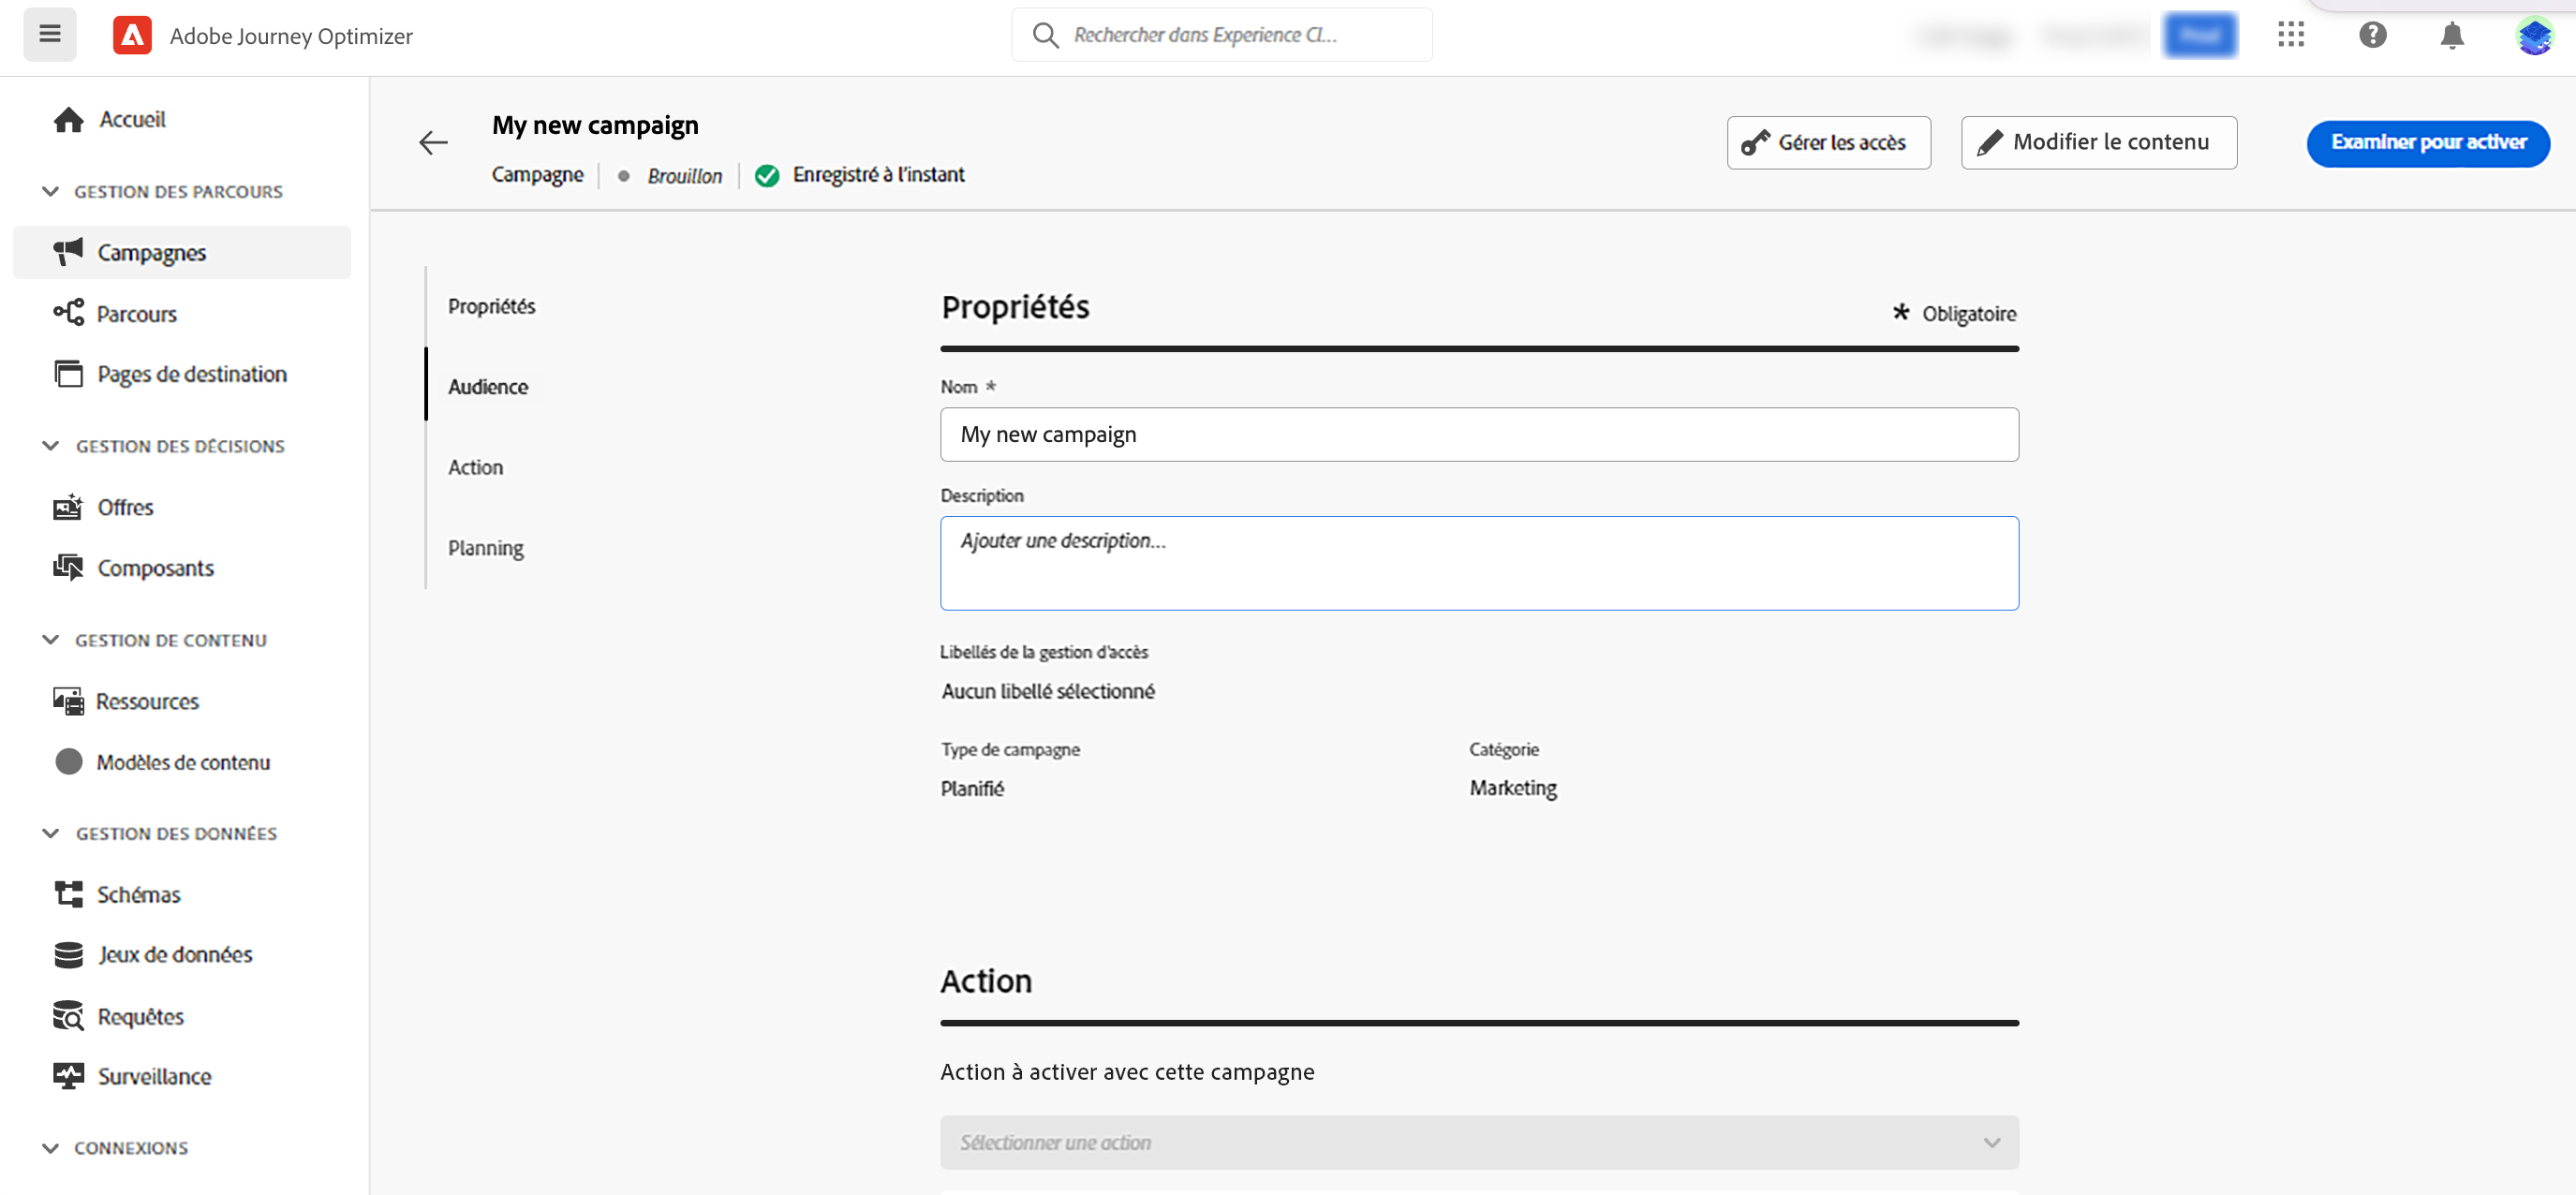 Adobe Journey Optimizer
Rechercher dans Experience Cl...
Accueil
GESTION DES PARCOURS
Campagnes
Parcours
Pages de destination
GESTION DES DÉCISIONS
Offres
Composants
GESTION DE CONTENU
Ressources
Modèles de contenu
GESTION DES DONNÉES
Schémas
Jeux de données
Requêtes
Surveillance
CONNEXIONS
My new campaign
Campagne Brouillon Enregistré à l'instant
Gérer les accès
Modifier le contenu
Examiner pour activer
Propriétés
Audience
Action
Planning
Propriétés
* Obligatoire
Nom *
My new campaign
Description
Ajouter une description...
Libellés de la gestion d'accès
Aucun libellé sélectionné
Type de campagne
Planifié
Catégorie
Marketing
Action
Action à activer avec cette campagne
Sélectionner une action